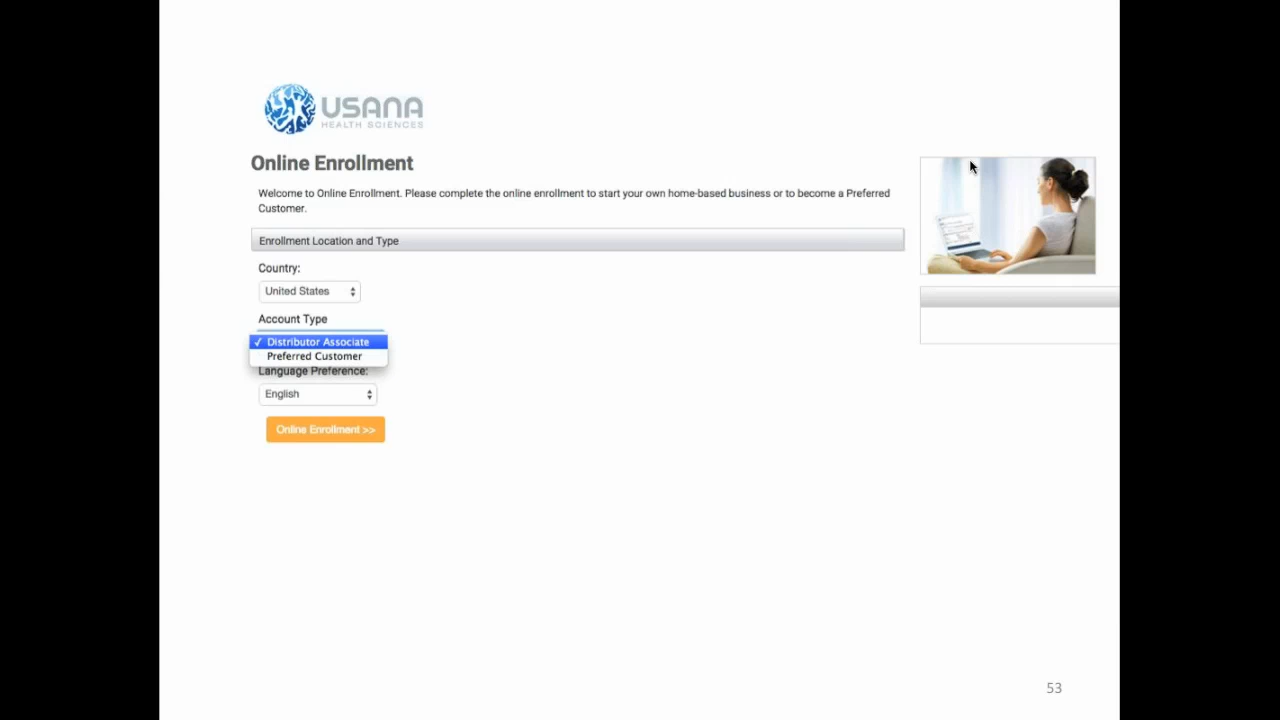 USANA
HEALTH SCIENCES
Online Enrollment
Welcome to Online Enrollment. Please complete the online enrollment to start your own home-based business or to become a Preferred
Customer.
Enrollment Location and Type
Country:
United States
Account Type
✓ Distributor Associate
Preferred Customer
Language Preference:
English
Online Enrollment >>
53